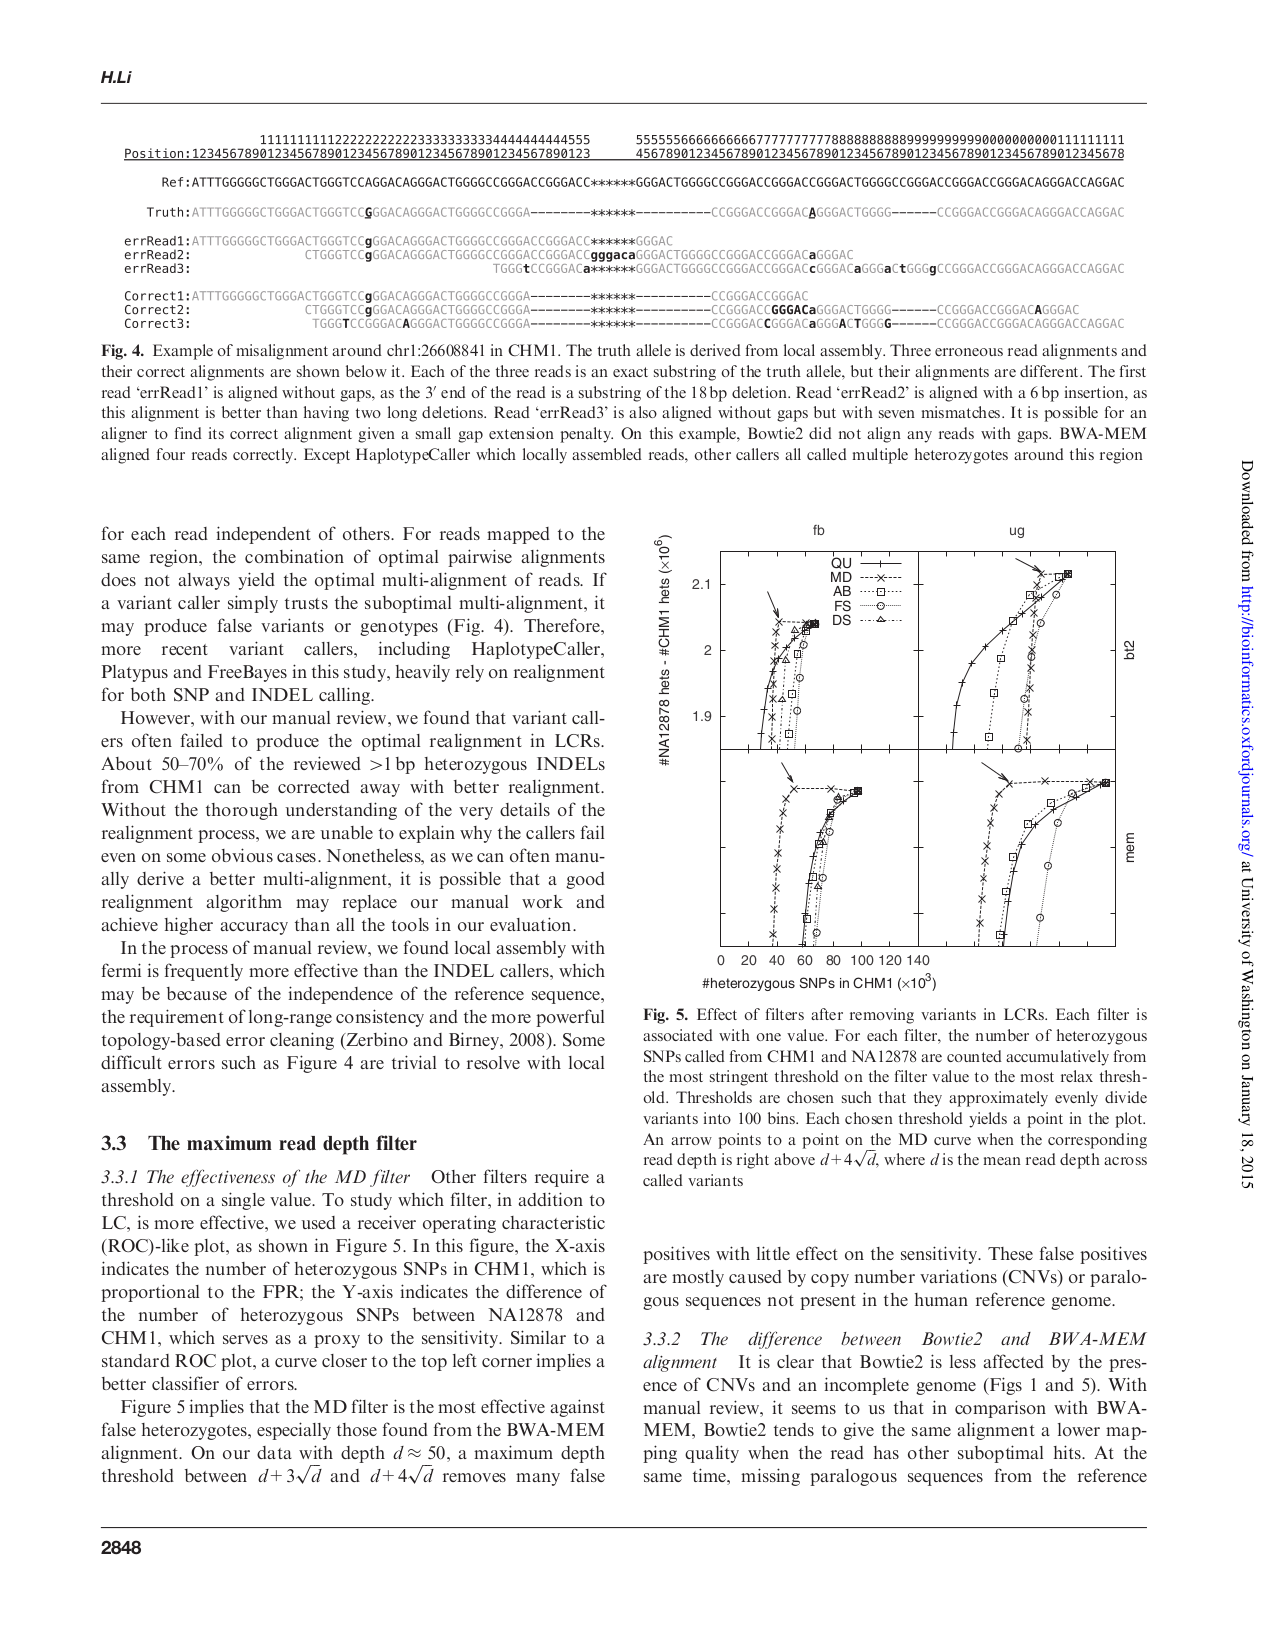 H.Li
11111111112222222222333333333344444444445555 555555666666666677777777778888888888999999999900000000001111111111
Position:12345678901234567890123456789012345678901234567890123 45678901234567890123456789012345678901234567890123456789012345678
Ref:ATTTGGGGGCTGGGACTGGGTCCAGGACAGGGACTGGGGCCGGGACCGGGACC******GGGACTGGGGCCGGGACCGGGACCGGGACTGGGGCCGGGACCGGGACCGGGACAGGGACCAGGAC
Truth:ATTTGGGGGCTGGGACTGGGTCCGGGACAGGGACTGGGGCCGGGA--------******----------CCGGGACCGGGACAGGGACTGGGG------CCGGGACCGGGACAGGGACCAGGAC
errRead1:ATTTGGGGGCTGGGACTGGGTCCgGGACAGGGACTGGGGCCGGGACCGGGACC******GGGAC
errRead2: CTGGGTCCgGGACAGGGACTGGGGCCGGGACCGGGACCgggacaGGGACTGGGGCCGGGACCGGGACaGGGAC
errRead3: TGGGtCCGGGACa******GGGACTGGGGCCGGGACCGGGACcGGGACaGGGaCtGGGgCCGGGACCGGGACAGGGACCAGGAC
Correct1:ATTTGGGGGCTGGGACTGGGTCCgGGACAGGGACTGGGGCCGGGA--------******----------CCGGGACCGGGAC
Correct2: CTGGGTCCgGGACAGGGACTGGGGCCGGGA--------******----------CCGGGACCGGGACaGGGACTGGGG------CCGGGACCGGGACAGGGAC
Correct3: TGGGTCCGGGACAGGGACTGGGGCCGGGA--------******----------CCGGGACCGGGACaGGGACTGGGG------CCGGGACCGGGACAGGGACCAGGAC
Fig. 4. Example of misalignment around chr1:26608841 in CHM1. The truth allele is derived from local assembly. Three erroneous read alignments and
their correct alignments are shown below it. Each of the three reads is an exact substring of the truth allele, but their alignments are different. The first
read ‘errRead1’ is aligned without gaps, as the 3′ end of the read is a substring of the 18 bp deletion. Read ‘errRead2’ is aligned with a 6 bp insertion, as
this alignment is better than having two long deletions. Read ‘errRead3’ is also aligned without gaps but with seven mismatches. It is possible for an
aligner to find its correct alignment given a small gap extension penalty. On this example, Bowtie2 did not align any reads with gaps. BWA-MEM
aligned four reads correctly. Except HaplotypeCaller which locally assembled reads, other callers all called multiple heterozygotes around this region
for each read independent of others. For reads mapped to the
same region, the combination of optimal pairwise alignments
does not always yield the optimal multi-alignment of reads. If
a variant caller simply trusts the suboptimal multi-alignment, it
may produce false variants or genotypes (Fig. 4). Therefore,
more recent variant callers, including HaplotypeCaller,
Platypus and FreeBayes in this study, heavily rely on realignment
for both SNP and INDEL calling.
However, with our manual review, we found that variant call-
ers often failed to produce the optimal realignment in LCRs.
About 50–70% of the reviewed >1 bp heterozygous INDELs
from CHM1 can be corrected away with better realignment.
Without the thorough understanding of the very details of the
realignment process, we are unable to explain why the callers fail
even on some obvious cases. Nonetheless, as we can often manu-
ally derive a better multi-alignment, it is possible that a good
realignment algorithm may replace our manual work and
achieve higher accuracy than all the tools in our evaluation.
In the process of manual review, we found local assembly with
fermi is frequently more effective than the INDEL callers, which
may be because of the independence of the reference sequence,
the requirement of long-range consistency and the more powerful
topology-based error cleaning (Zerbino and Birney, 2008). Some
difficult errors such as Figure 4 are trivial to resolve with local
assembly.
3.3 The maximum read depth filter
3.3.1 The effectiveness of the MD filter Other filters require a
threshold on a single value. To study which filter, in addition to
LC, is more effective, we used a receiver operating characteristic
(ROC)-like plot, as shown in Figure 5. In this figure, the X-axis
indicates the number of heterozygous SNPs in CHM1, which is
proportional to the FPR; the Y-axis indicates the difference of
the number of heterozygous SNPs between NA12878 and
CHM1, which serves as a proxy to the sensitivity. Similar to a
standard ROC plot, a curve closer to the top left corner implies a
better classifier of errors.
Figure 5 implies that the MD filter is the most effective against
false heterozygotes, especially those found from the BWA-MEM
alignment. On our data with depth d ≈ 50, a maximum depth
threshold between d+3√d and d+4√d removes many false
fb ug
#NA12878 hets - #CHM1 hets (×10⁶)
QU
MD
AB
FS
DS
2.1
2
1.9
bt2
mem
0 20 40 60 80 100 120 140
#heterozygous SNPs in CHM1 (×10³)
Fig. 5. Effect of filters after removing variants in LCRs. Each filter is
associated with one value. For each filter, the number of heterozygous
SNPs called from CHM1 and NA12878 are counted accumulatively from
the most stringent threshold on the filter value to the most relax thresh-
old. Thresholds are chosen such that they approximately evenly divide
variants into 100 bins. Each chosen threshold yields a point in the plot.
An arrow points to a point on the MD curve when the corresponding
read depth is right above d+4√d, where d is the mean read depth across
called variants
positives with little effect on the sensitivity. These false positives
are mostly caused by copy number variations (CNVs) or paralo-
gous sequences not present in the human reference genome.
3.3.2 The difference between Bowtie2 and BWA-MEM
alignment It is clear that Bowtie2 is less affected by the pres-
ence of CNVs and an incomplete genome (Figs 1 and 5). With
manual review, it seems to us that in comparison with BWA-
MEM, Bowtie2 tends to give the same alignment a lower map-
ping quality when the read has other suboptimal hits. At the
same time, missing paralogous sequences from the reference
2848
Downloaded from http://bioinformatics.oxfordjournals.org/ at University of Washington on January 18, 2015